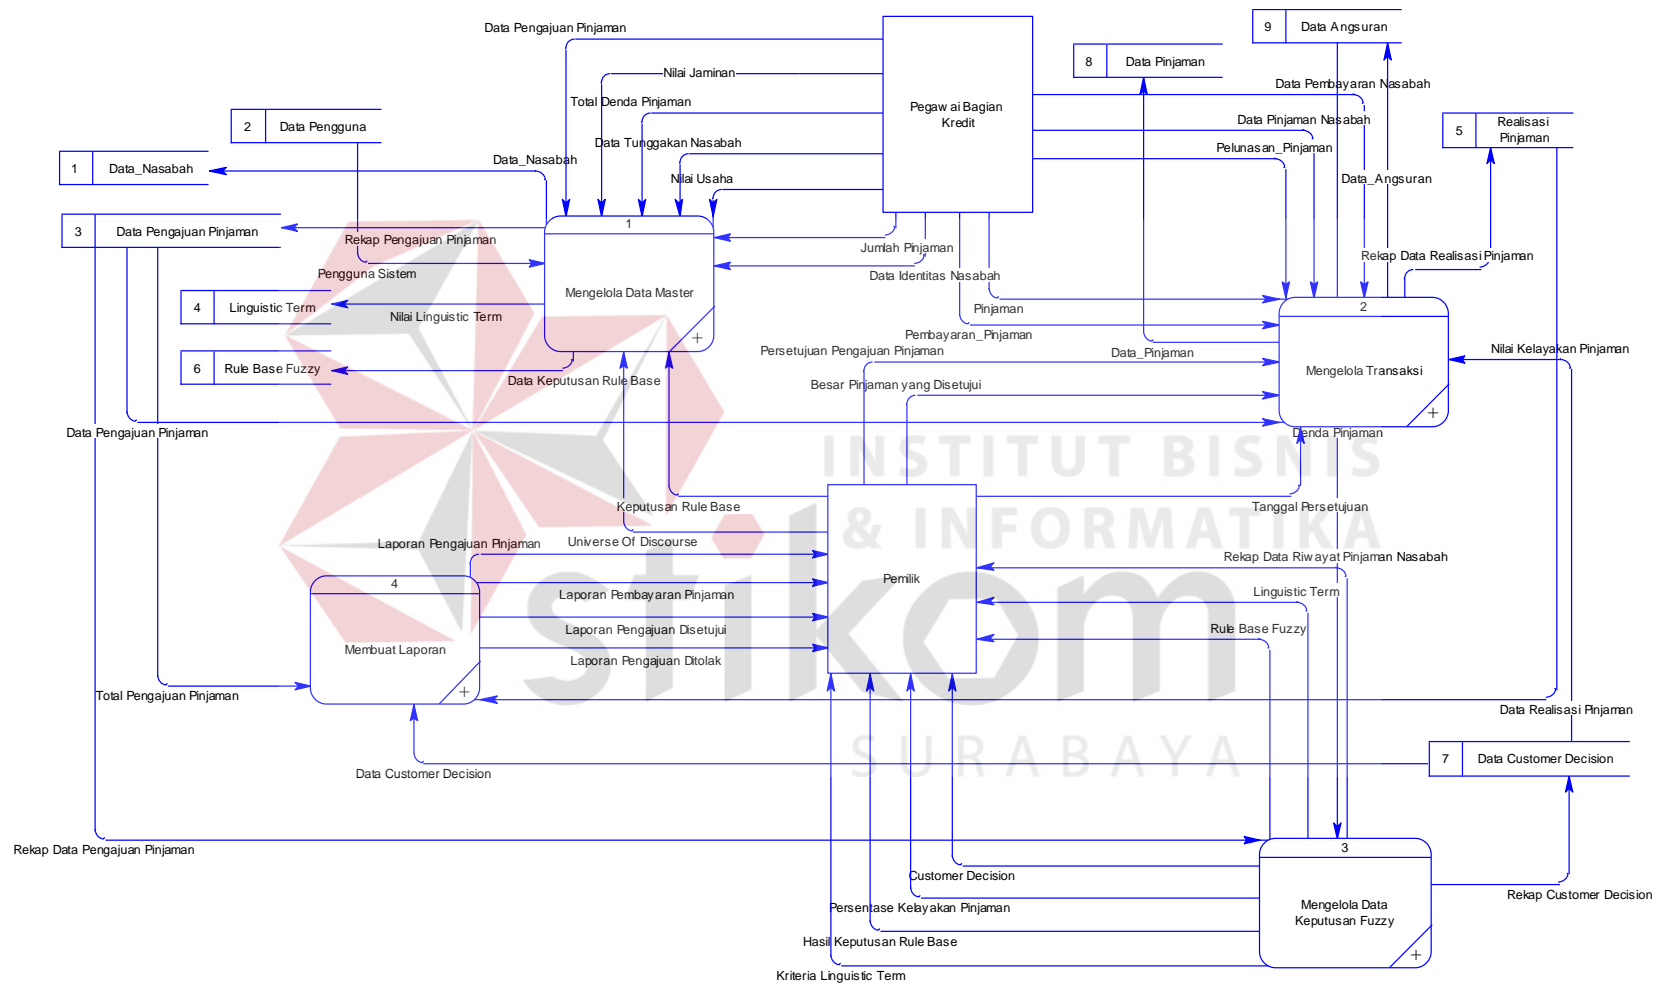 Data Pengajuan Pinjaman
9 Data Angsuran
8 Data Pinjaman
Nilai Jaminan
Data Pembayaran Nasabah
Total Denda Pinjaman
Pegawai Bagian
Kredit
Data Pinjaman Nasabah
5 Realisasi
Pinjaman
2 Data Pengguna
Data Tunggakan Nasabah
Pelunasan_Pinjaman
1 Data_Nasabah
Data_Nasabah
Nilai Usaha
Data_Angsuran
3 Data Pengajuan Pinjaman
1
Rekap Pengajuan Pinjaman
Jumlah Pinjaman
Rekap Data Realisasi Pinjaman
Pengguna Sistem
Data Identitas Nasabah
Mengelola Data Master
+
4 Linguistic Term
Nilai Linguistic Term
Pinjaman
2
Pembayaran_Pinjaman
Persetujuan Pengajuan Pinjaman
Data_Pinjaman
Nilai Kelayakan Pinjaman
6 Rule Base Fuzzy
Data Keputusan Rule Base
Besar Pinjaman yang Disetujui
Mengelola Transaksi
+
Data Pengajuan Pinjaman
Denda Pinjaman
INSTITUT BISNIS
Keputusan Rule Base
Tanggal Persetujuan
& INFORMATIKA
Universe Of Discourse
Laporan Pengajuan Pinjaman
Rekap Data Riwayat Pinjaman Nasabah
4
Pemilik
Laporan Pembayaran Pinjaman
Linguistic Term
stikom
Laporan Pengajuan Disetujui
Rule Base Fuzzy
Membuat Laporan
+
Laporan Pengajuan Ditolak
Total Pengajuan Pinjaman
Data Realisasi Pinjaman
SURABAYA
7 Data Customer Decision
Data Customer Decision
Rekap Data Pengajuan Pinjaman
3
Customer Decision
Rekap Customer Decision
Persentase Kelayakan Pinjaman
Mengelola Data
Keputusan Fuzzy
+
Hasil Keputusan Rule Base
Kriteria Linguistic Term